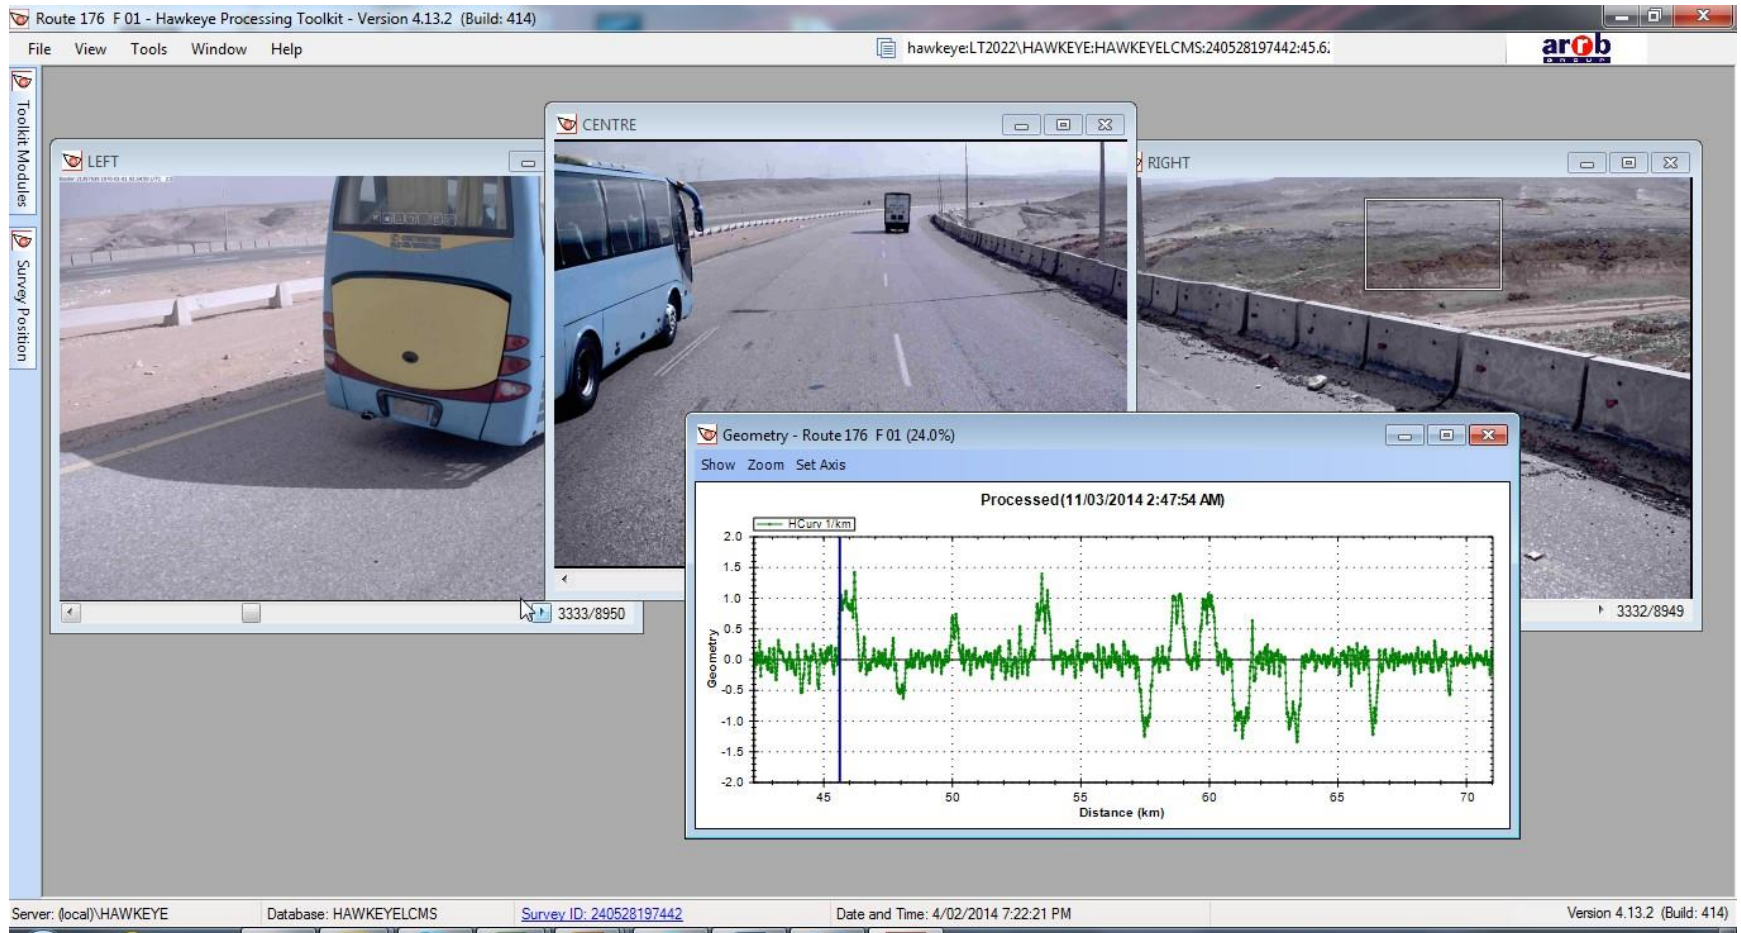 Route 176 F 01 - Hawkeye Processing Toolkit - Version 4.13.2 (Build: 414)
File View Tools Window Help
hawkeye:LT2022\HAWKEYE:HAWKEYELCMS:240528197442:45.6
arrb
GROUP
Toolkit Modules
Survey Position
LEFT
CENTRE
RIGHT
3333/8950
3332/8949
Geometry - Route 176 F 01 (24.0%)
Show Zoom Set Axis
Processed(11/03/2014 2:47:54 AM)
HCurv 1/km
2.0
1.5
1.0
0.5
0.0
-0.5
-1.0
-1.5
-2.0
Geometry
45 50 55 60 65 70
Distance (km)
Server: (local)\HAWKEYE Database: HAWKEYELCMS Survey ID: 240528197442 Date and Time: 4/02/2014 7:22:21 PM Version 4.13.2 (Build: 414)